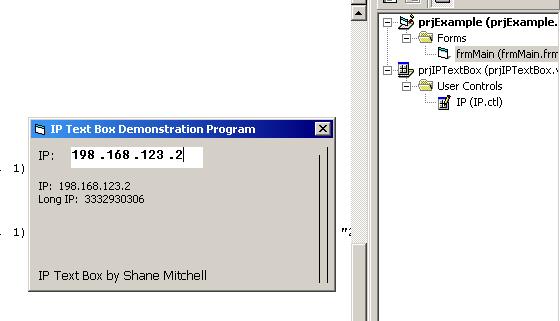 prjExample (prjExample.
Forms
frmMain (frmMain.frm
prjIPTextBox (prjIPTextBox.v
User Controls
IP (IP.ctl)
IP Text Box Demonstration Program
IP: 198 .168 .123 .2
1)
IP: 198.168.123.2
Long IP: 3332930306
1)
IP Text Box by Shane Mitchell